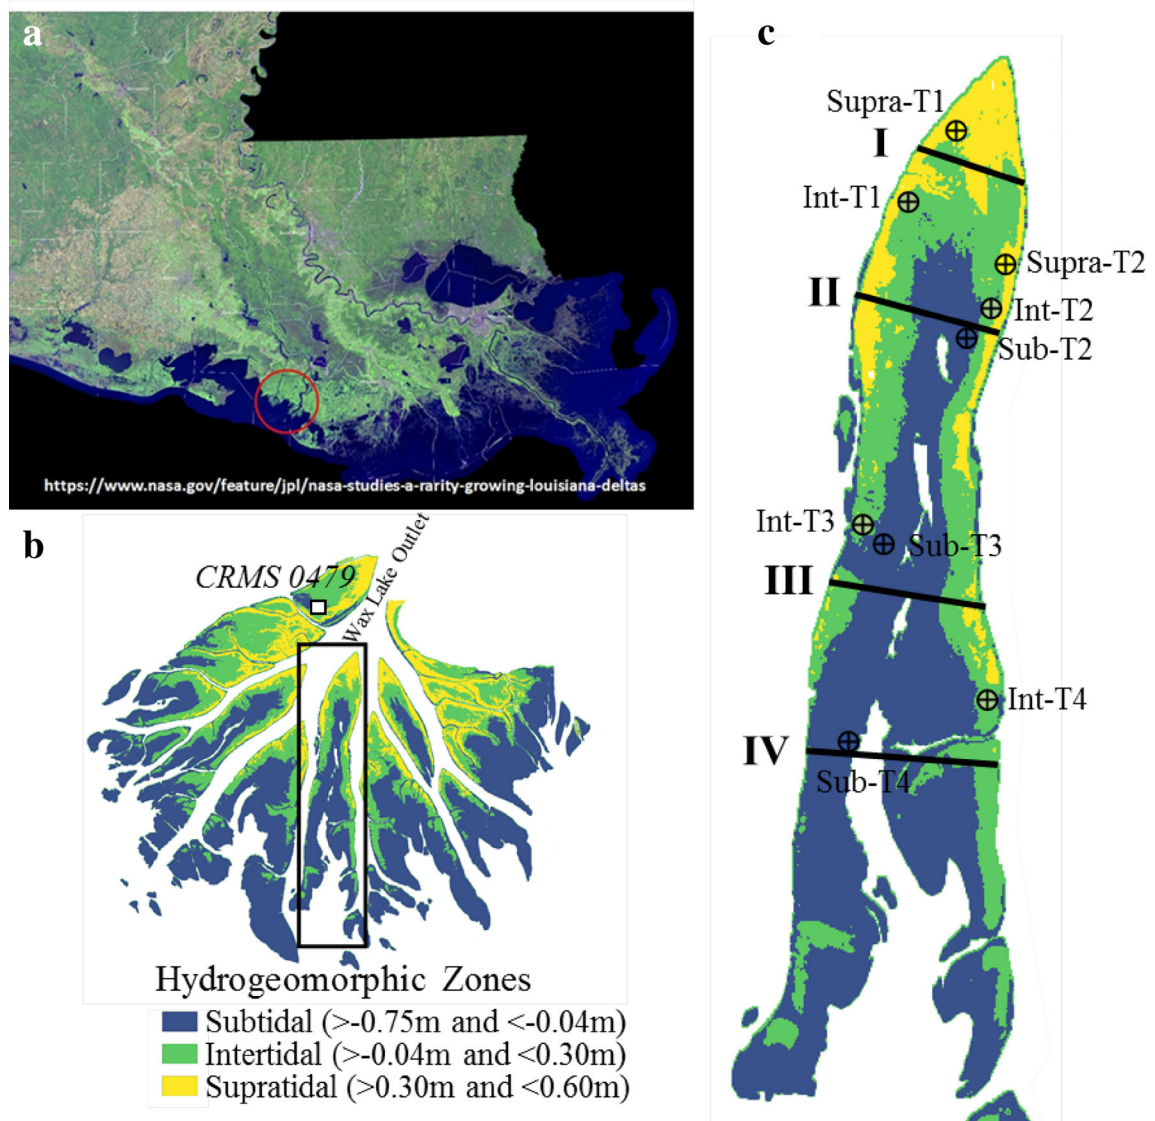 a
https://www.nasa.gov/feature/jpl/nasa-studies-a-rarity-growing-louisiana-deltas
b
CRMS 0479
Wax Lake Outlet
Hydrogeomorphic Zones
Subtidal (>-0.75m and <-0.04m)
Intertidal (>-0.04m and <0.30m)
Supratidal (>0.30m and <0.60m)
c
Supra-T1
I
Int-T1
Supra-T2
II
Int-T2
Sub-T2
Int-T3
Sub-T3
III
Int-T4
IV
Sub-T4